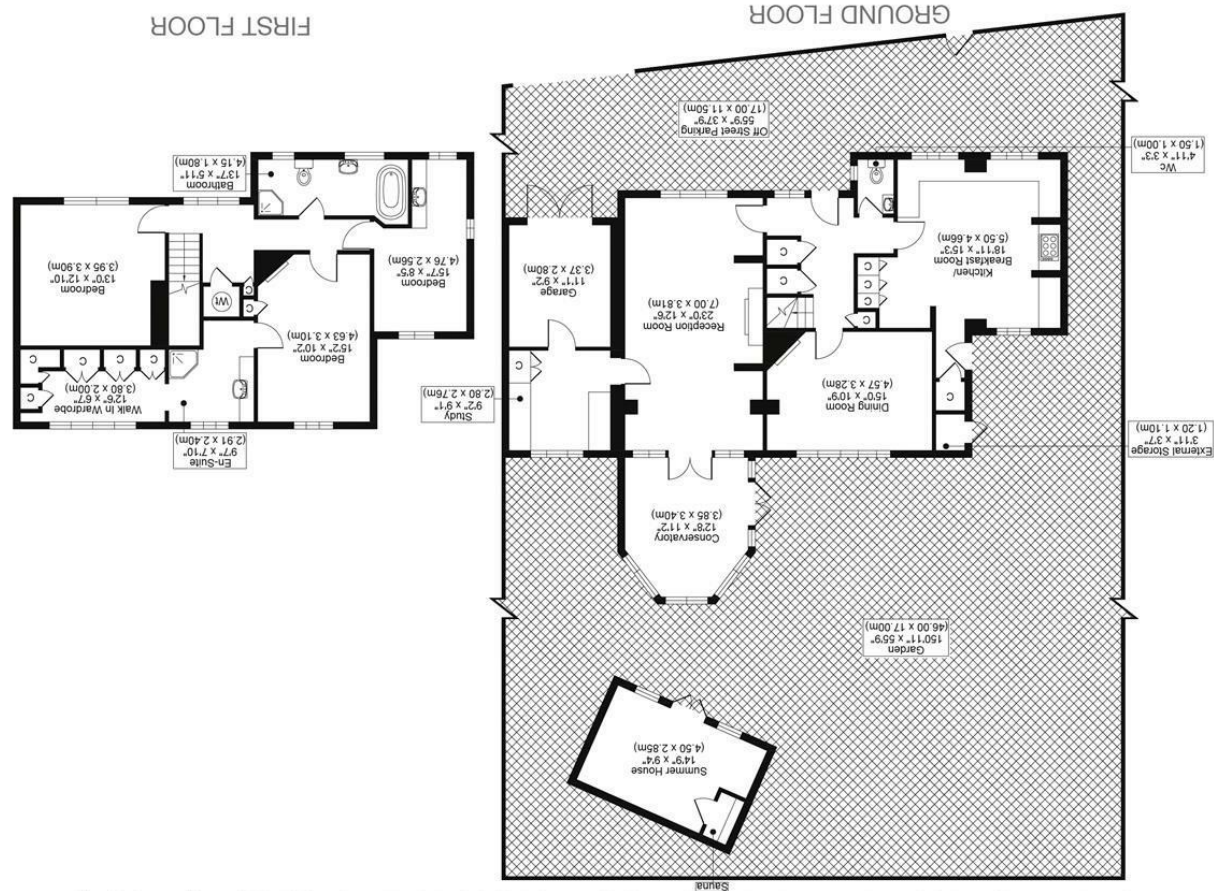 Sauna
Summer House
14'9" x 9'4"
(4.50 x 2.85m)
Garden
150'11" x 55'9"
(46.00 x 17.00m)
Conservatory
12'8" x 11'2"
(3.85 x 3.40m)
External Storage
3'11" x 3'7"
(1.20 x 1.10m)
C
Dining Room
15'0" x 10'9"
(4.57 x 3.28m)
Study
9'2" x 9'1"
(2.80 x 2.76m)
C
C
C
C
C
Kitchen/
Breakfast Room
18'11" x 15'3"
(5.50 x 4.66m)
C
C
Reception Room
23'0" x 12'6"
(7.00 x 3.81m)
Garage
11'1" x 9'2"
(3.37 x 2.80m)
Wc
4'11" x 3'3"
(1.50 x 1.00m)
Off Street Parking
55'9" x 37'9"
(17.00 x 11.50m)
GROUND FLOOR
En-Suite
9'7" x 7'10"
(2.91 x 2.40m)
Walk In Wardrobe
12'6" x 6'7"
(3.80 x 2.00m)
C
C
C
C
C
Bedroom
15'2" x 10'2"
(4.63 x 3.10m)
C
C
Wt
Bedroom
13'0" x 12'10"
(3.95 x 3.90m)
Bedroom
15'7" x 8'5"
(4.76 x 2.56m)
Bathroom
13'7" x 5'11"
(4.15 x 1.80m)
FIRST FLOOR